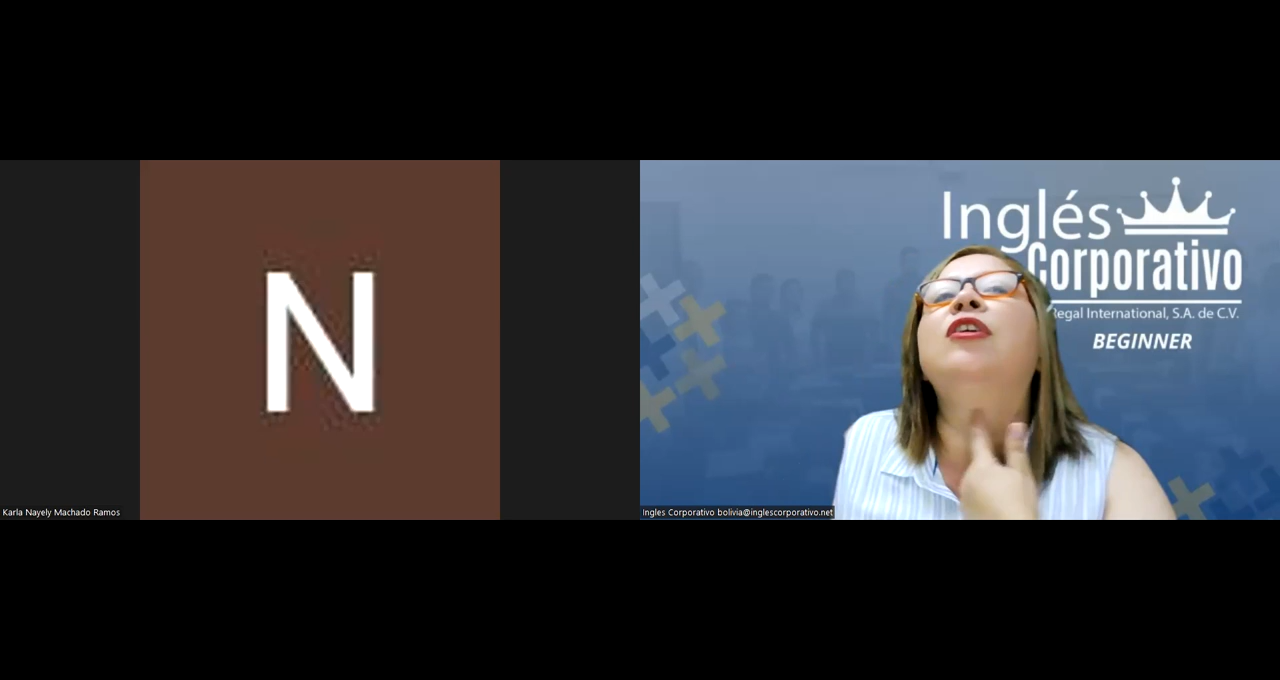 N
Karla Nayely Machado Ramos
Inglés
Corporativo
Regal International, S.A. de C.V.
BEGINNER
Ingles Corporativo bolivia@inglescorporativo.net